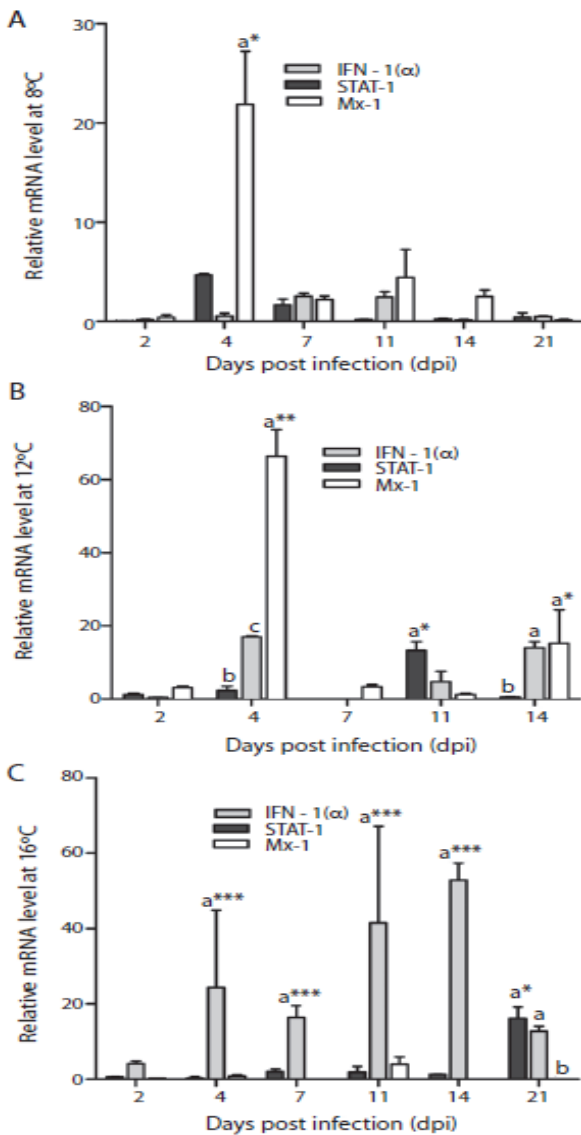 A
30
20
10
0
Relative mRNA level at 8ºC
IFN - 1(α)
STAT-1
Mx-1
a*
2 4 7 11 14 21
Days post infection (dpi)
B
80
60
40
20
0
Relative mRNA level at 12ºC
IFN - 1(α)
STAT-1
Mx-1
a**
b c a* b a a*
2 4 7 11 14
Days post infection (dpi)
C
80
60
40
20
0
Relative mRNA level at 16ºC
IFN - 1(α)
STAT-1
Mx-1
a*** a*** a*** a*** a* a b
2 4 7 11 14 21
Days post infection (dpi)